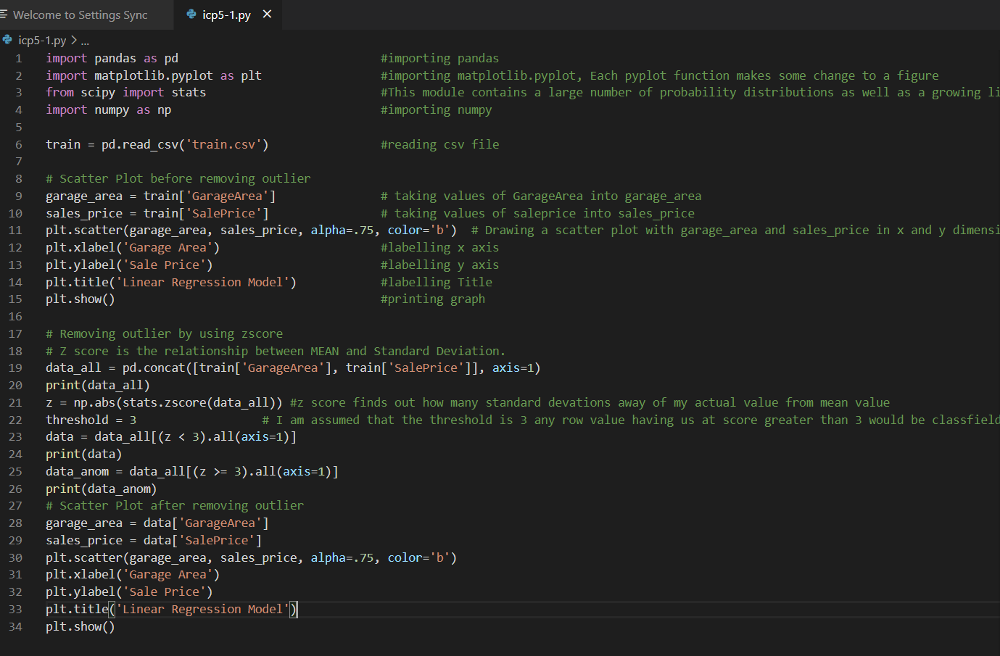 Welcome to Settings Sync icp5-1.py ×
icp5-1.py > ...
1 import pandas as pd #importing pandas
2 import matplotlib.pyplot as plt #importing matplotlib.pyplot, Each pyplot function makes some change to a figure
3 from scipy import stats #This module contains a large number of probability distributions as well as a growing li
4 import numpy as np #importing numpy
5
6 train = pd.read_csv('train.csv') #reading csv file
7
8 # Scatter Plot before removing outlier
9 garage_area = train['GarageArea'] # taking values of GarageArea into garage_area
10 sales_price = train['SalePrice'] # taking values of saleprice into sales_price
11 plt.scatter(garage_area, sales_price, alpha=.75, color='b') # Drawing a scatter plot with garage_area and sales_price in x and y dimensi
12 plt.xlabel('Garage Area') #labelling x axis
13 plt.ylabel('Sale Price') #labelling y axis
14 plt.title('Linear Regression Model') #labelling Title
15 plt.show() #printing graph
16
17 # Removing outlier by using zscore
18 # Z score is the relationship between MEAN and Standard Deviation.
19 data_all = pd.concat([train['GarageArea'], train['SalePrice']], axis=1)
20 print(data_all)
21 z = np.abs(stats.zscore(data_all)) #z score finds out how many standard devations away of my actual value from mean value
22 threshold = 3 # I am assumed that the threshold is 3 any row value having us at score greater than 3 would be classfield
23 data = data_all[(z < 3).all(axis=1)]
24 print(data)
25 data_anom = data_all[(z >= 3).all(axis=1)]
26 print(data_anom)
27 # Scatter Plot after removing outlier
28 garage_area = data['GarageArea']
29 sales_price = data['SalePrice']
30 plt.scatter(garage_area, sales_price, alpha=.75, color='b')
31 plt.xlabel('Garage Area')
32 plt.ylabel('Sale Price')
33 plt.title('Linear Regression Model')
34 plt.show()